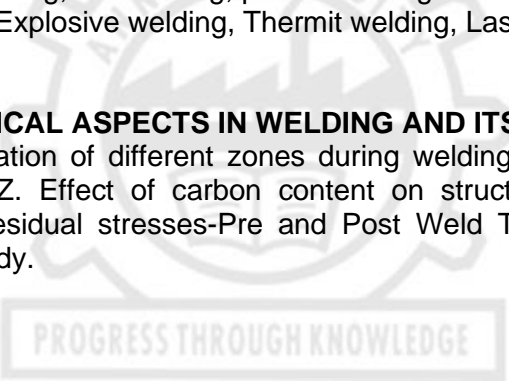 Explosive welding, Thermit welding, Las
ICAL ASPECTS IN WELDING AND ITS
ation of different zones during welding
Z. Effect of carbon content on struct
esidual stresses-Pre and Post Weld T
dy.
PROGRESS THROUGH KNOWLEDGE